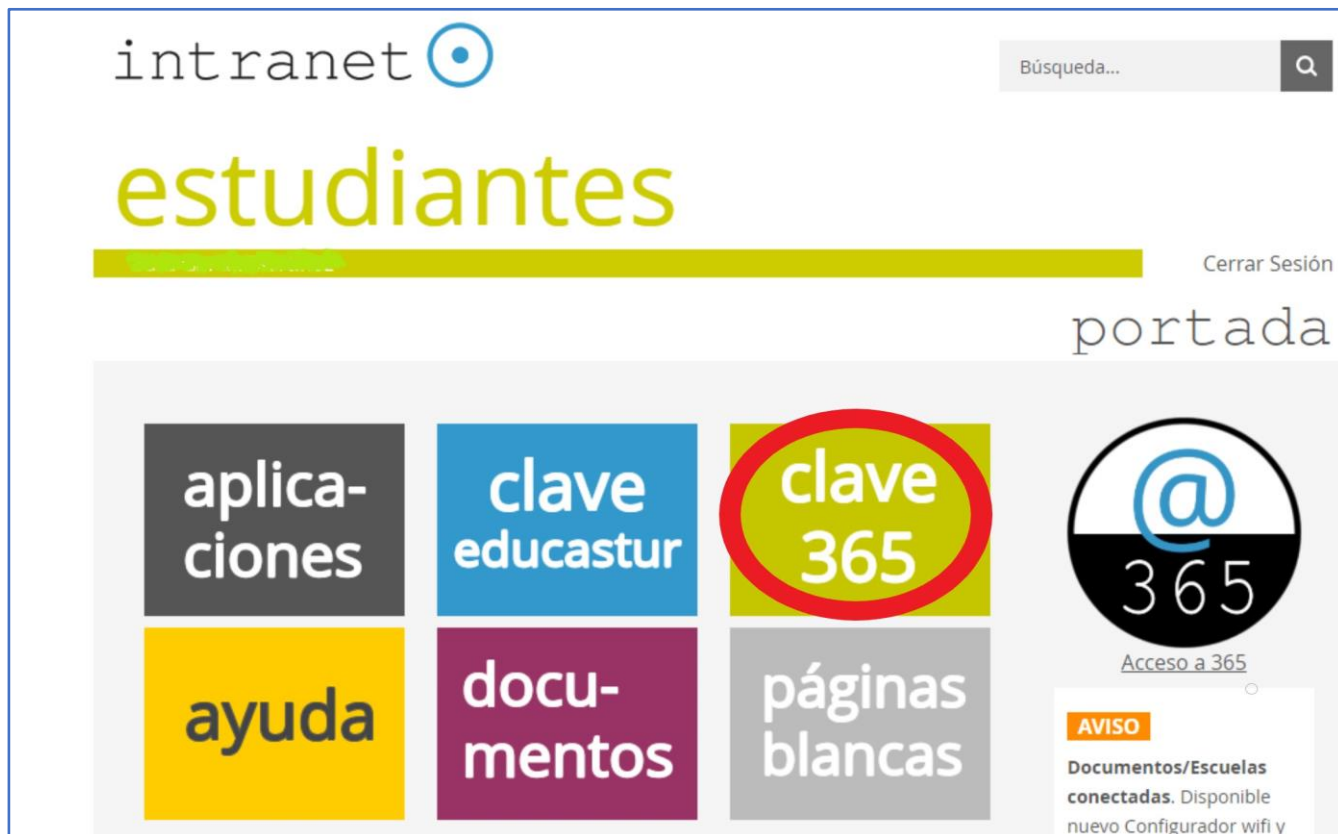 intranet
Búsqueda...
estudiantes
Cerrar Sesión
portada
aplica-
ciones
clave
educastur
clave
365
@
365
Acceso a 365
ayuda
docu-
mentos
páginas
blancas
AVISO
Documentos/Escuelas
conectadas. Disponible
nuevo Configurador wifi y